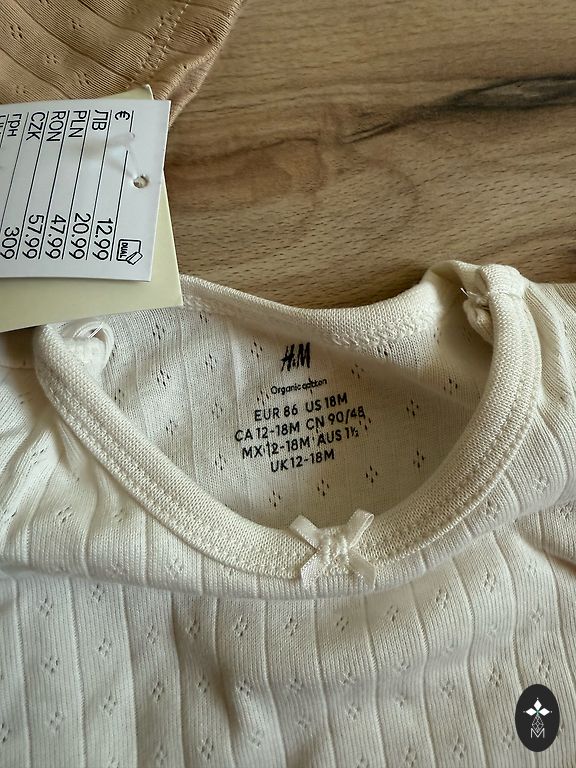 € 12.99
ЛВ 20.99
PLN 47.99
RON 57.99
CZK 309
ГРН
DUAL
H&M
Organic cotton
EUR 86 US 18M
CA 12-18M CN 90/48
MX 12-18M AUS 1½
UK 12-18M
M